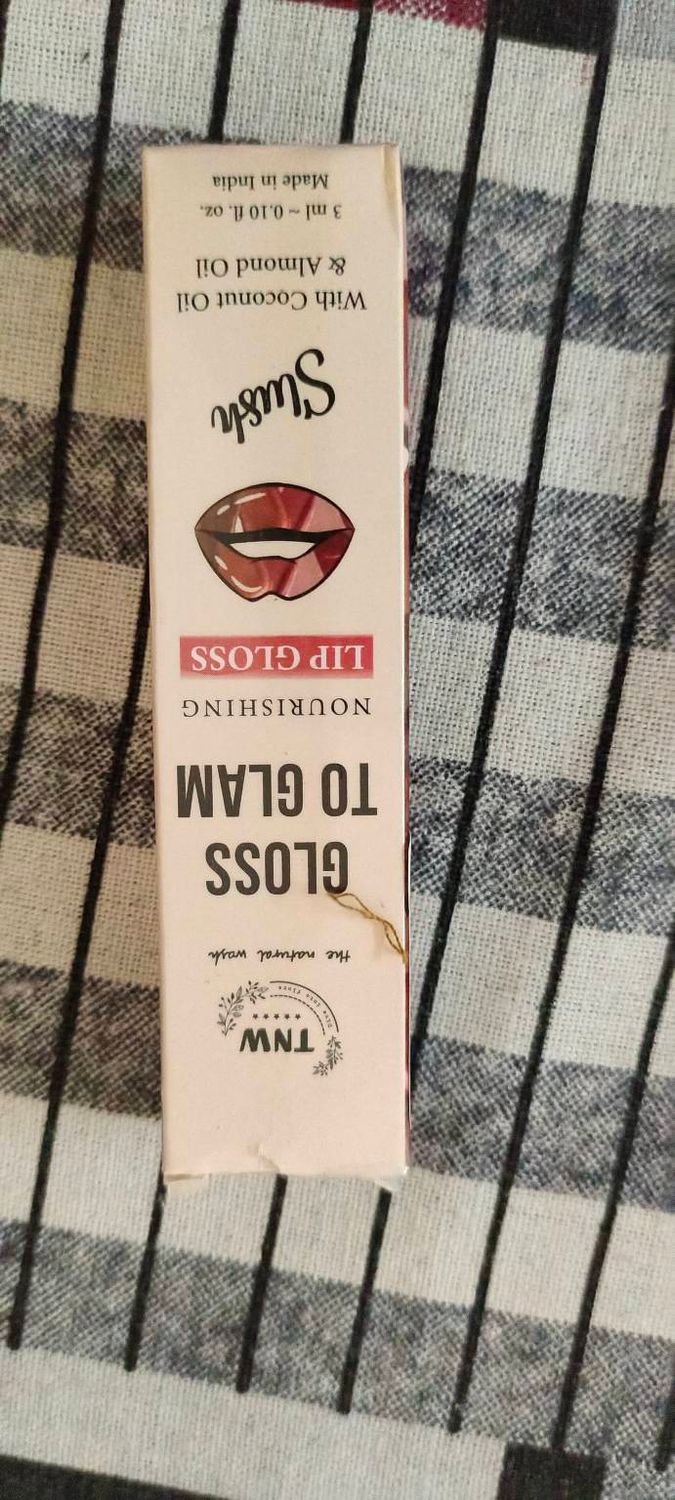 TNW
the natural wash
GLOSS
TO GLAM
NOURISHING
LIP GLOSS
Slush
With Coconut Oil
& Almond Oil
3 ml ~ 0.10 fl. oz.
Made in India